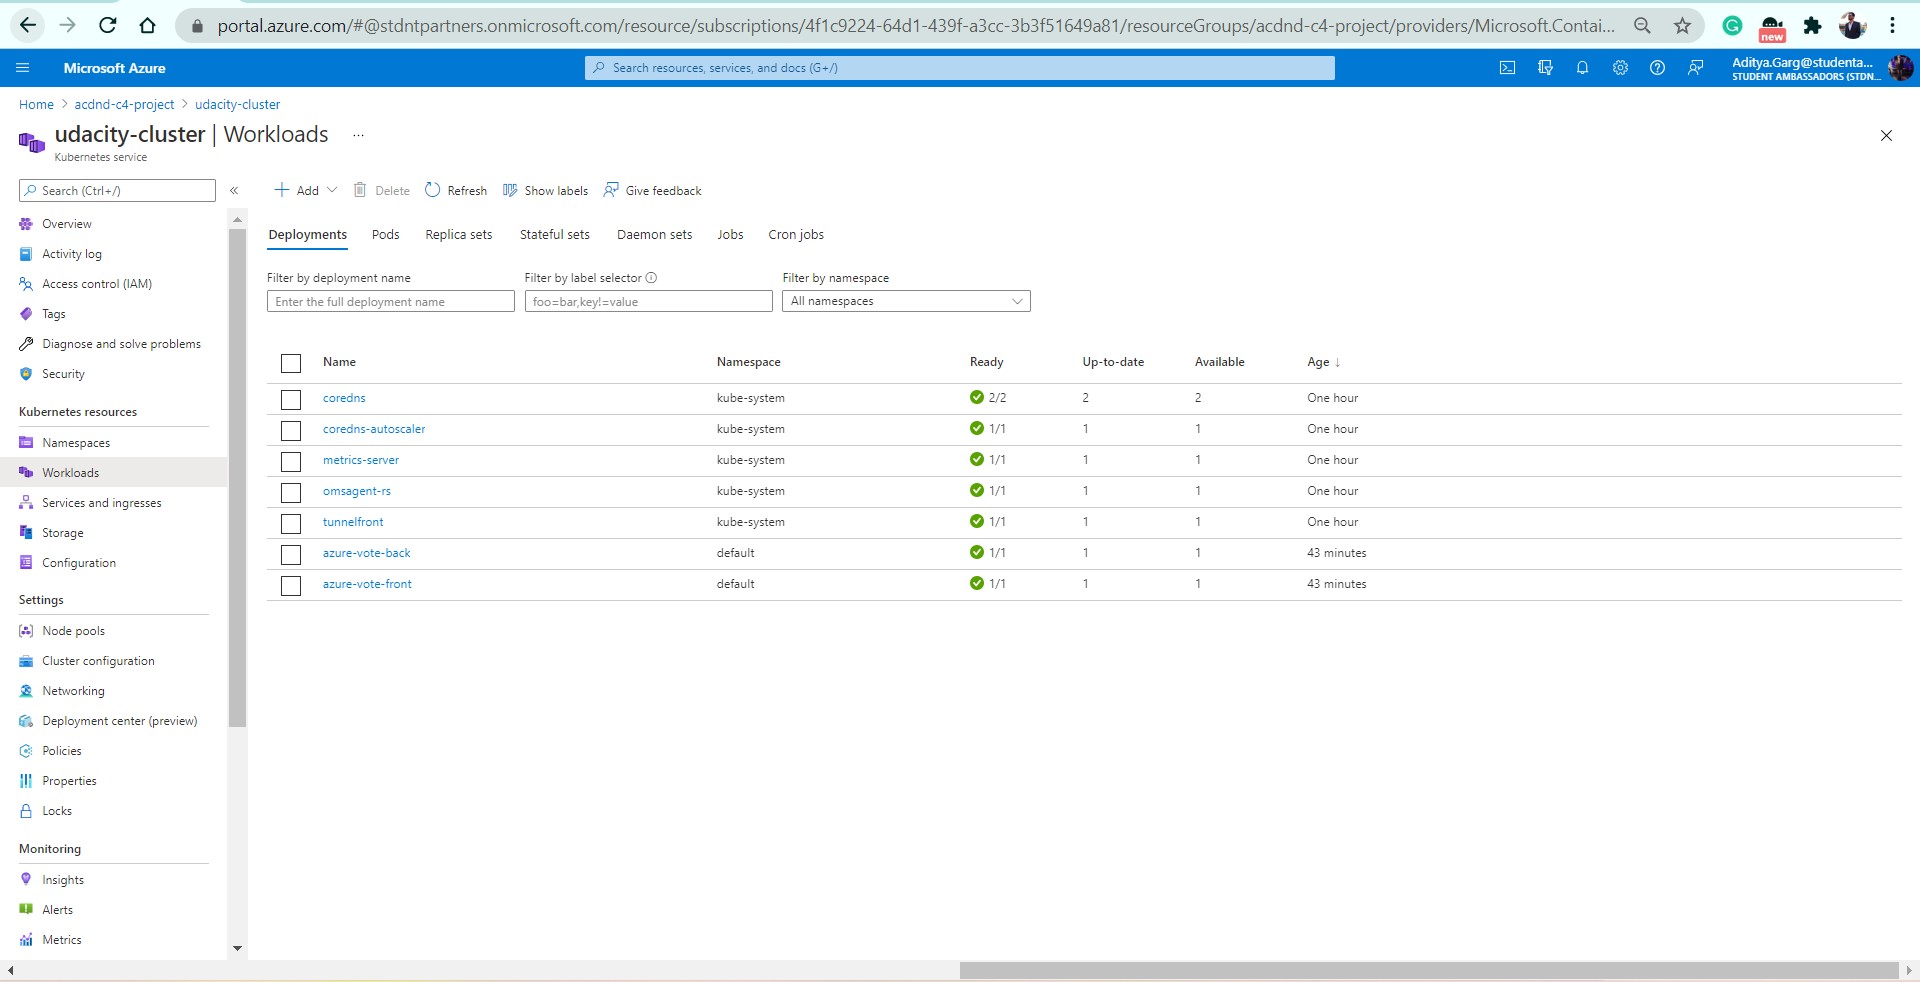 portal.azure.com/#@stdntpartners.onmicrosoft.com/resource/subscriptions/4f1c9224-64d1-439f-a3cc-3b3f51649a81/resourceGroups/acdnd-c4-project/providers/Microsoft.Contai...
new
Microsoft Azure
Search resources, services, and docs (G+/)
Aditya.Garg@studenta...
STUDENT AMBASSADORS (STDN...
Home > acdnd-c4-project > udacity-cluster
udacity-cluster | Workloads ...
Kubernetes service
Search (Ctrl+/)
«
Add Delete Refresh Show labels Give feedback
Overview
Activity log
Access control (IAM)
Tags
Diagnose and solve problems
Security
Kubernetes resources
Namespaces
Workloads
Services and ingresses
Storage
Configuration
Settings
Node pools
Cluster configuration
Networking
Deployment center (preview)
Policies
Properties
Locks
Monitoring
Insights
Alerts
Metrics
Deployments Pods Replica sets Stateful sets Daemon sets Jobs Cron jobs
Filter by deployment name Filter by label selector Filter by namespace
Enter the full deployment name foo=bar,key!=value All namespaces
Name Namespace Ready Up-to-date Available Age ↓
coredns kube-system 2/2 2 2 One hour
coredns-autoscaler kube-system 1/1 1 1 One hour
metrics-server kube-system 1/1 1 1 One hour
omsagent-rs kube-system 1/1 1 1 One hour
tunnelfront kube-system 1/1 1 1 One hour
azure-vote-back default 1/1 1 1 43 minutes
azure-vote-front default 1/1 1 1 43 minutes